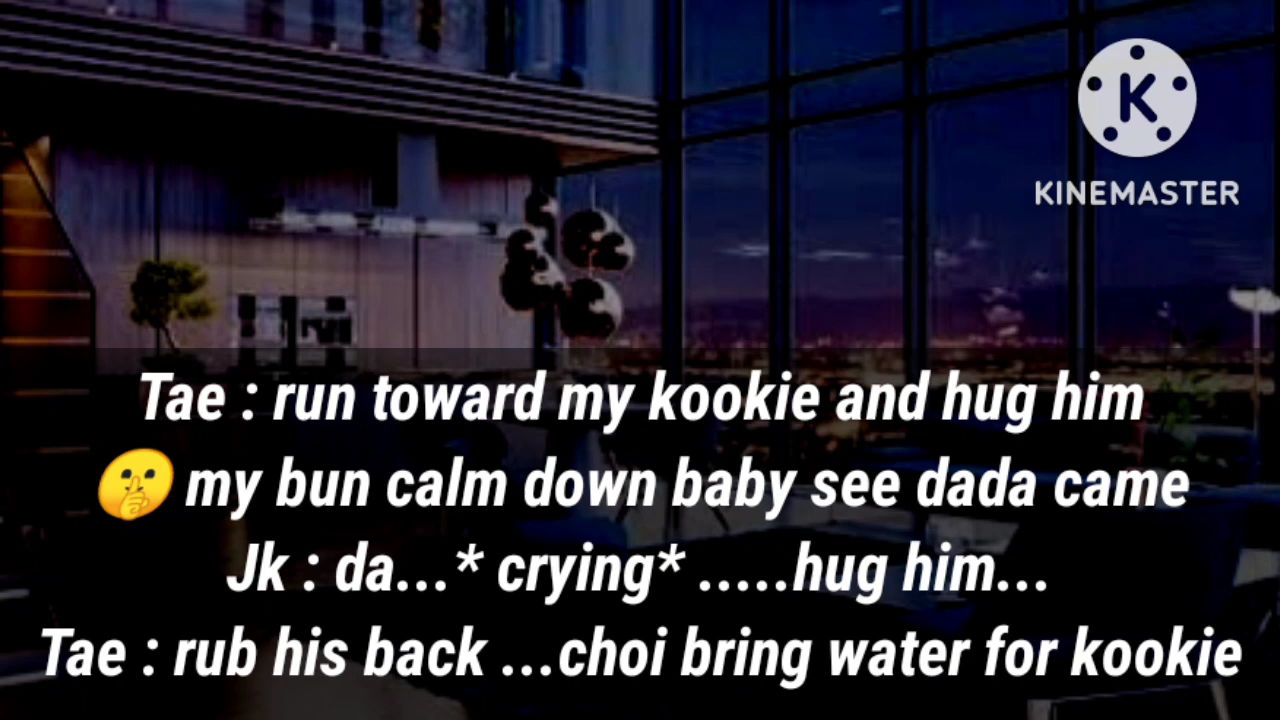 K
KINEMASTER
Tae : run toward my kookie and hug him
🤫 my bun calm down baby see dada came
Jk : da...* crying* .....hug him...
Tae : rub his back ...choi bring water for kookie